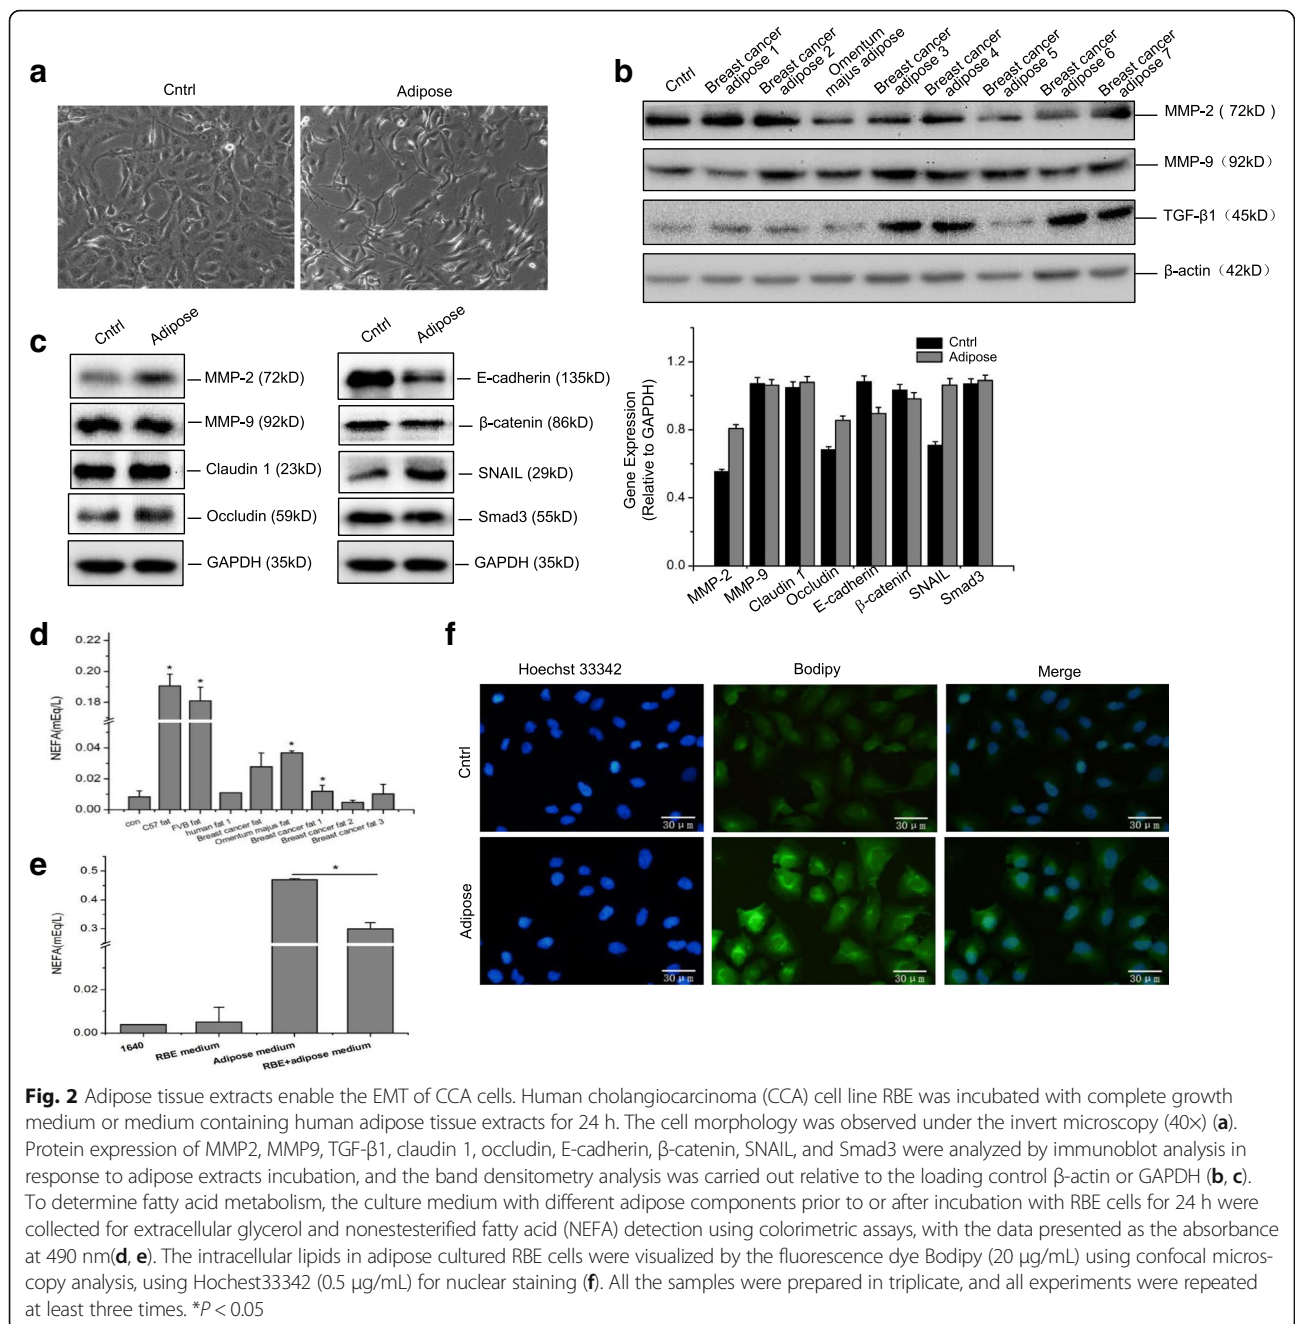 a
Cntrl
Adipose
b
Cntrl
Breast cancer
adipose 1
Breast cancer
adipose 2
Omentum
majus adipose
Breast cancer
adipose 3
Breast cancer
adipose 4
Breast cancer
adipose 5
Breast cancer
adipose 6
Breast cancer
adipose 7
MMP-2 ( 72kD )
MMP-9（92kD）
TGF-β1（45kD）
β-actin（42kD）
c
Cntrl
Adipose
MMP-2 (72kD)
MMP-9 (92kD)
Claudin 1 (23kD)
Occludin (59kD)
GAPDH (35kD)
Cntrl
Adipose
E-cadherin (135kD)
β-catenin (86kD)
SNAIL (29kD)
Smad3 (55kD)
GAPDH (35kD)
Gene Expression
(Relative to GAPDH)
1.2
0.8
0.4
0.0
Cntrl
Adipose
MMP-2
MMP-9
Claudin 1
Occludin
E-cadherin
β-catenin
SNAIL
Smad3
d
NEFA(mEq/L)
0.22
0.20
0.18
0.04
0.02
0.00
*
*
*
*
con
C57 fat
FVB fat
human fat 1
Breast cancer fat
Omentum majus fat
Breast cancer fat 1
Breast cancer fat 2
Breast cancer fat 3
e
NEFA(mEq/L)
0.5
0.4
0.3
0.02
0.00
*
1640
RBE medium
Adipose medium
RBE+adipose medium
f
Hoechst 33342
Bodipy
Merge
Cntrl
30 μm
30 μm
30 μm
Adipose
30 μm
30 μm
30 μm
Fig. 2 Adipose tissue extracts enable the EMT of CCA cells. Human cholangiocarcinoma (CCA) cell line RBE was incubated with complete growth
medium or medium containing human adipose tissue extracts for 24 h. The cell morphology was observed under the invert microscopy (40×) (a).
Protein expression of MMP2, MMP9, TGF-β1, claudin 1, occludin, E-cadherin, β-catenin, SNAIL, and Smad3 were analyzed by immunoblot analysis in
response to adipose extracts incubation, and the band densitometry analysis was carried out relative to the loading control β-actin or GAPDH (b, c).
To determine fatty acid metabolism, the culture medium with different adipose components prior to or after incubation with RBE cells for 24 h were
collected for extracellular glycerol and nonestesterified fatty acid (NEFA) detection using colorimetric assays, with the data presented as the absorbance
at 490 nm(d, e). The intracellular lipids in adipose cultured RBE cells were visualized by the fluorescence dye Bodipy (20 μg/mL) using confocal micros-
copy analysis, using Hochest33342 (0.5 μg/mL) for nuclear staining (f). All the samples were prepared in triplicate, and all experiments were repeated
at least three times. *P < 0.05